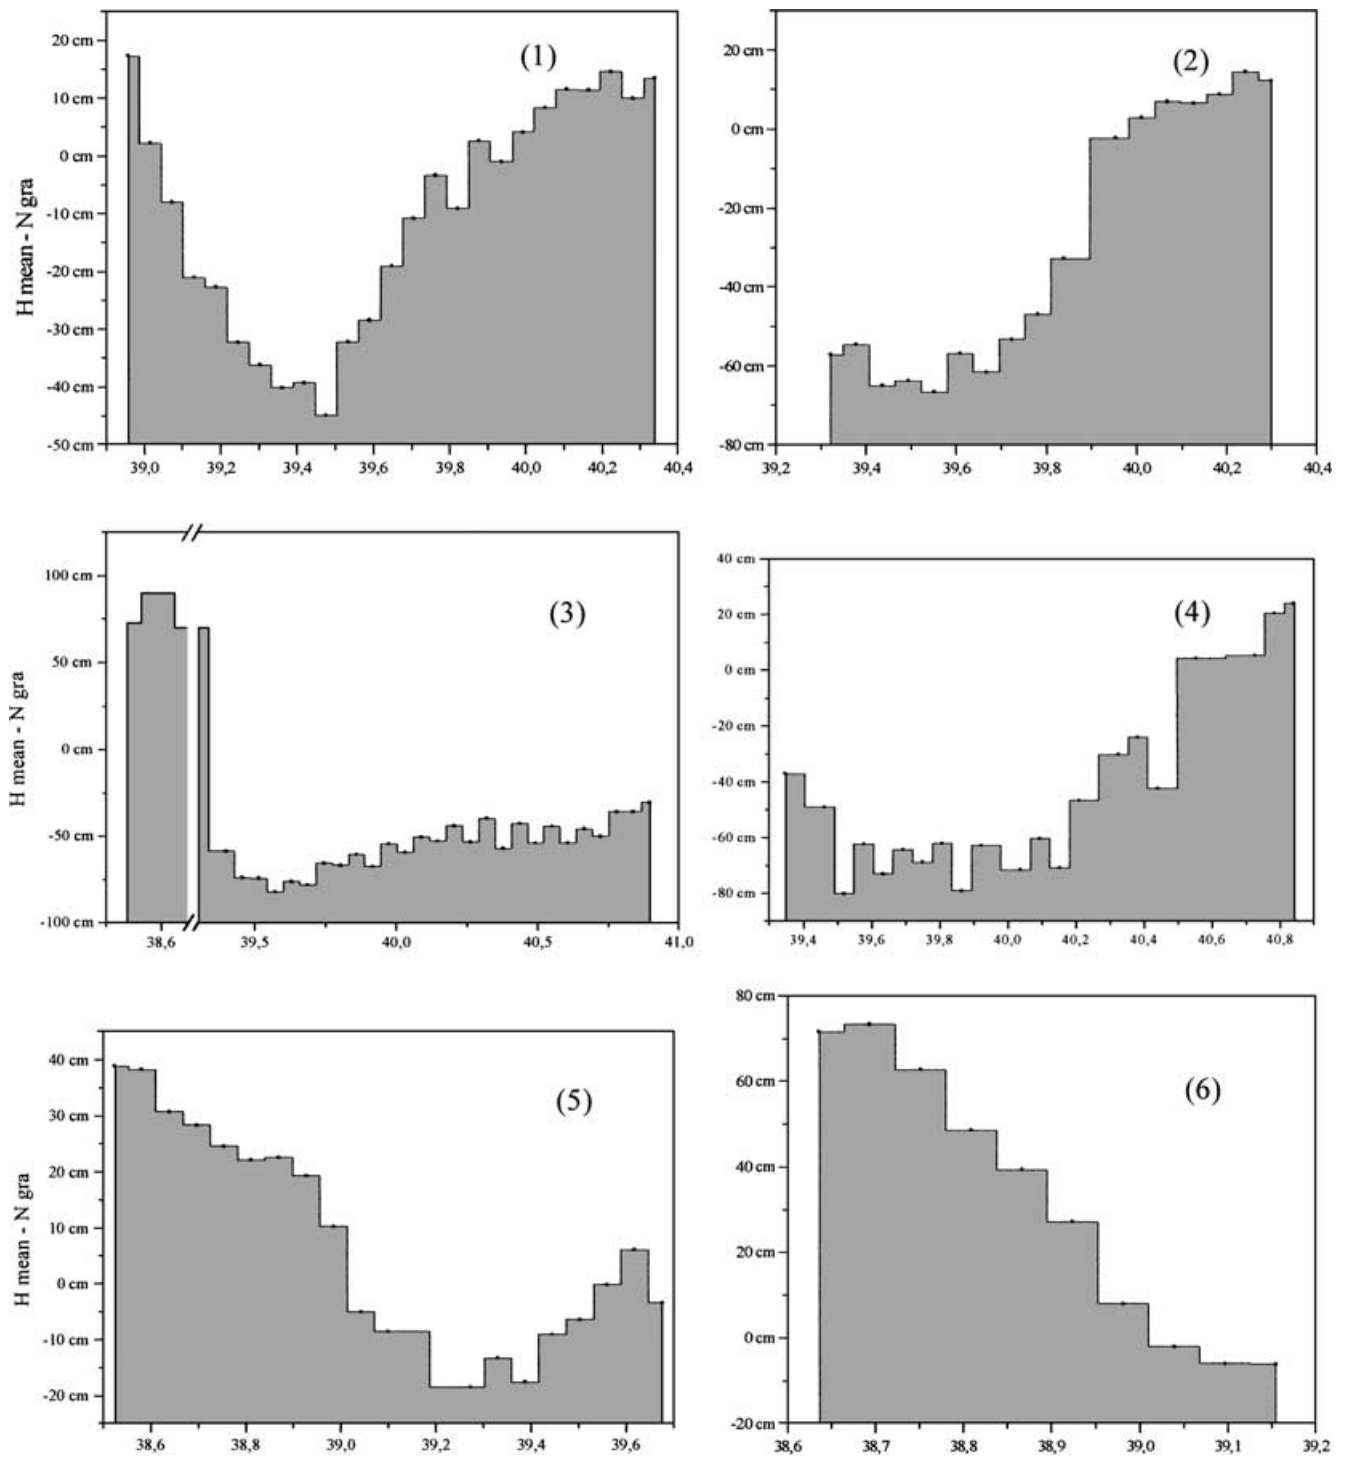 (1)
20 cm
10 cm
0 cm
-10 cm
-20 cm
-30 cm
-40 cm
-50 cm
H mean - N gra
39,0 39,2 39,4 39,6 39,8 40,0 40,2 40,4
(2)
20 cm
0 cm
-20 cm
-40 cm
-60 cm
-80 cm
39,2 39,4 39,6 39,8 40,0 40,2 40,4
(3)
100 cm
50 cm
0 cm
-50 cm
-100 cm
H mean - N gra
38,6 39,5 40,0 40,5 41,0
(4)
40 cm
20 cm
0 cm
-20 cm
-40 cm
-60 cm
-80 cm
39,4 39,6 39,8 40,0 40,2 40,4 40,6 40,8
(5)
40 cm
30 cm
20 cm
10 cm
0 cm
-10 cm
-20 cm
H mean - N gra
38,6 38,8 39,0 39,2 39,4 39,6
(6)
80 cm
60 cm
40 cm
20 cm
0 cm
-20 cm
38,6 38,7 38,8 38,9 39,0 39,1 39,2